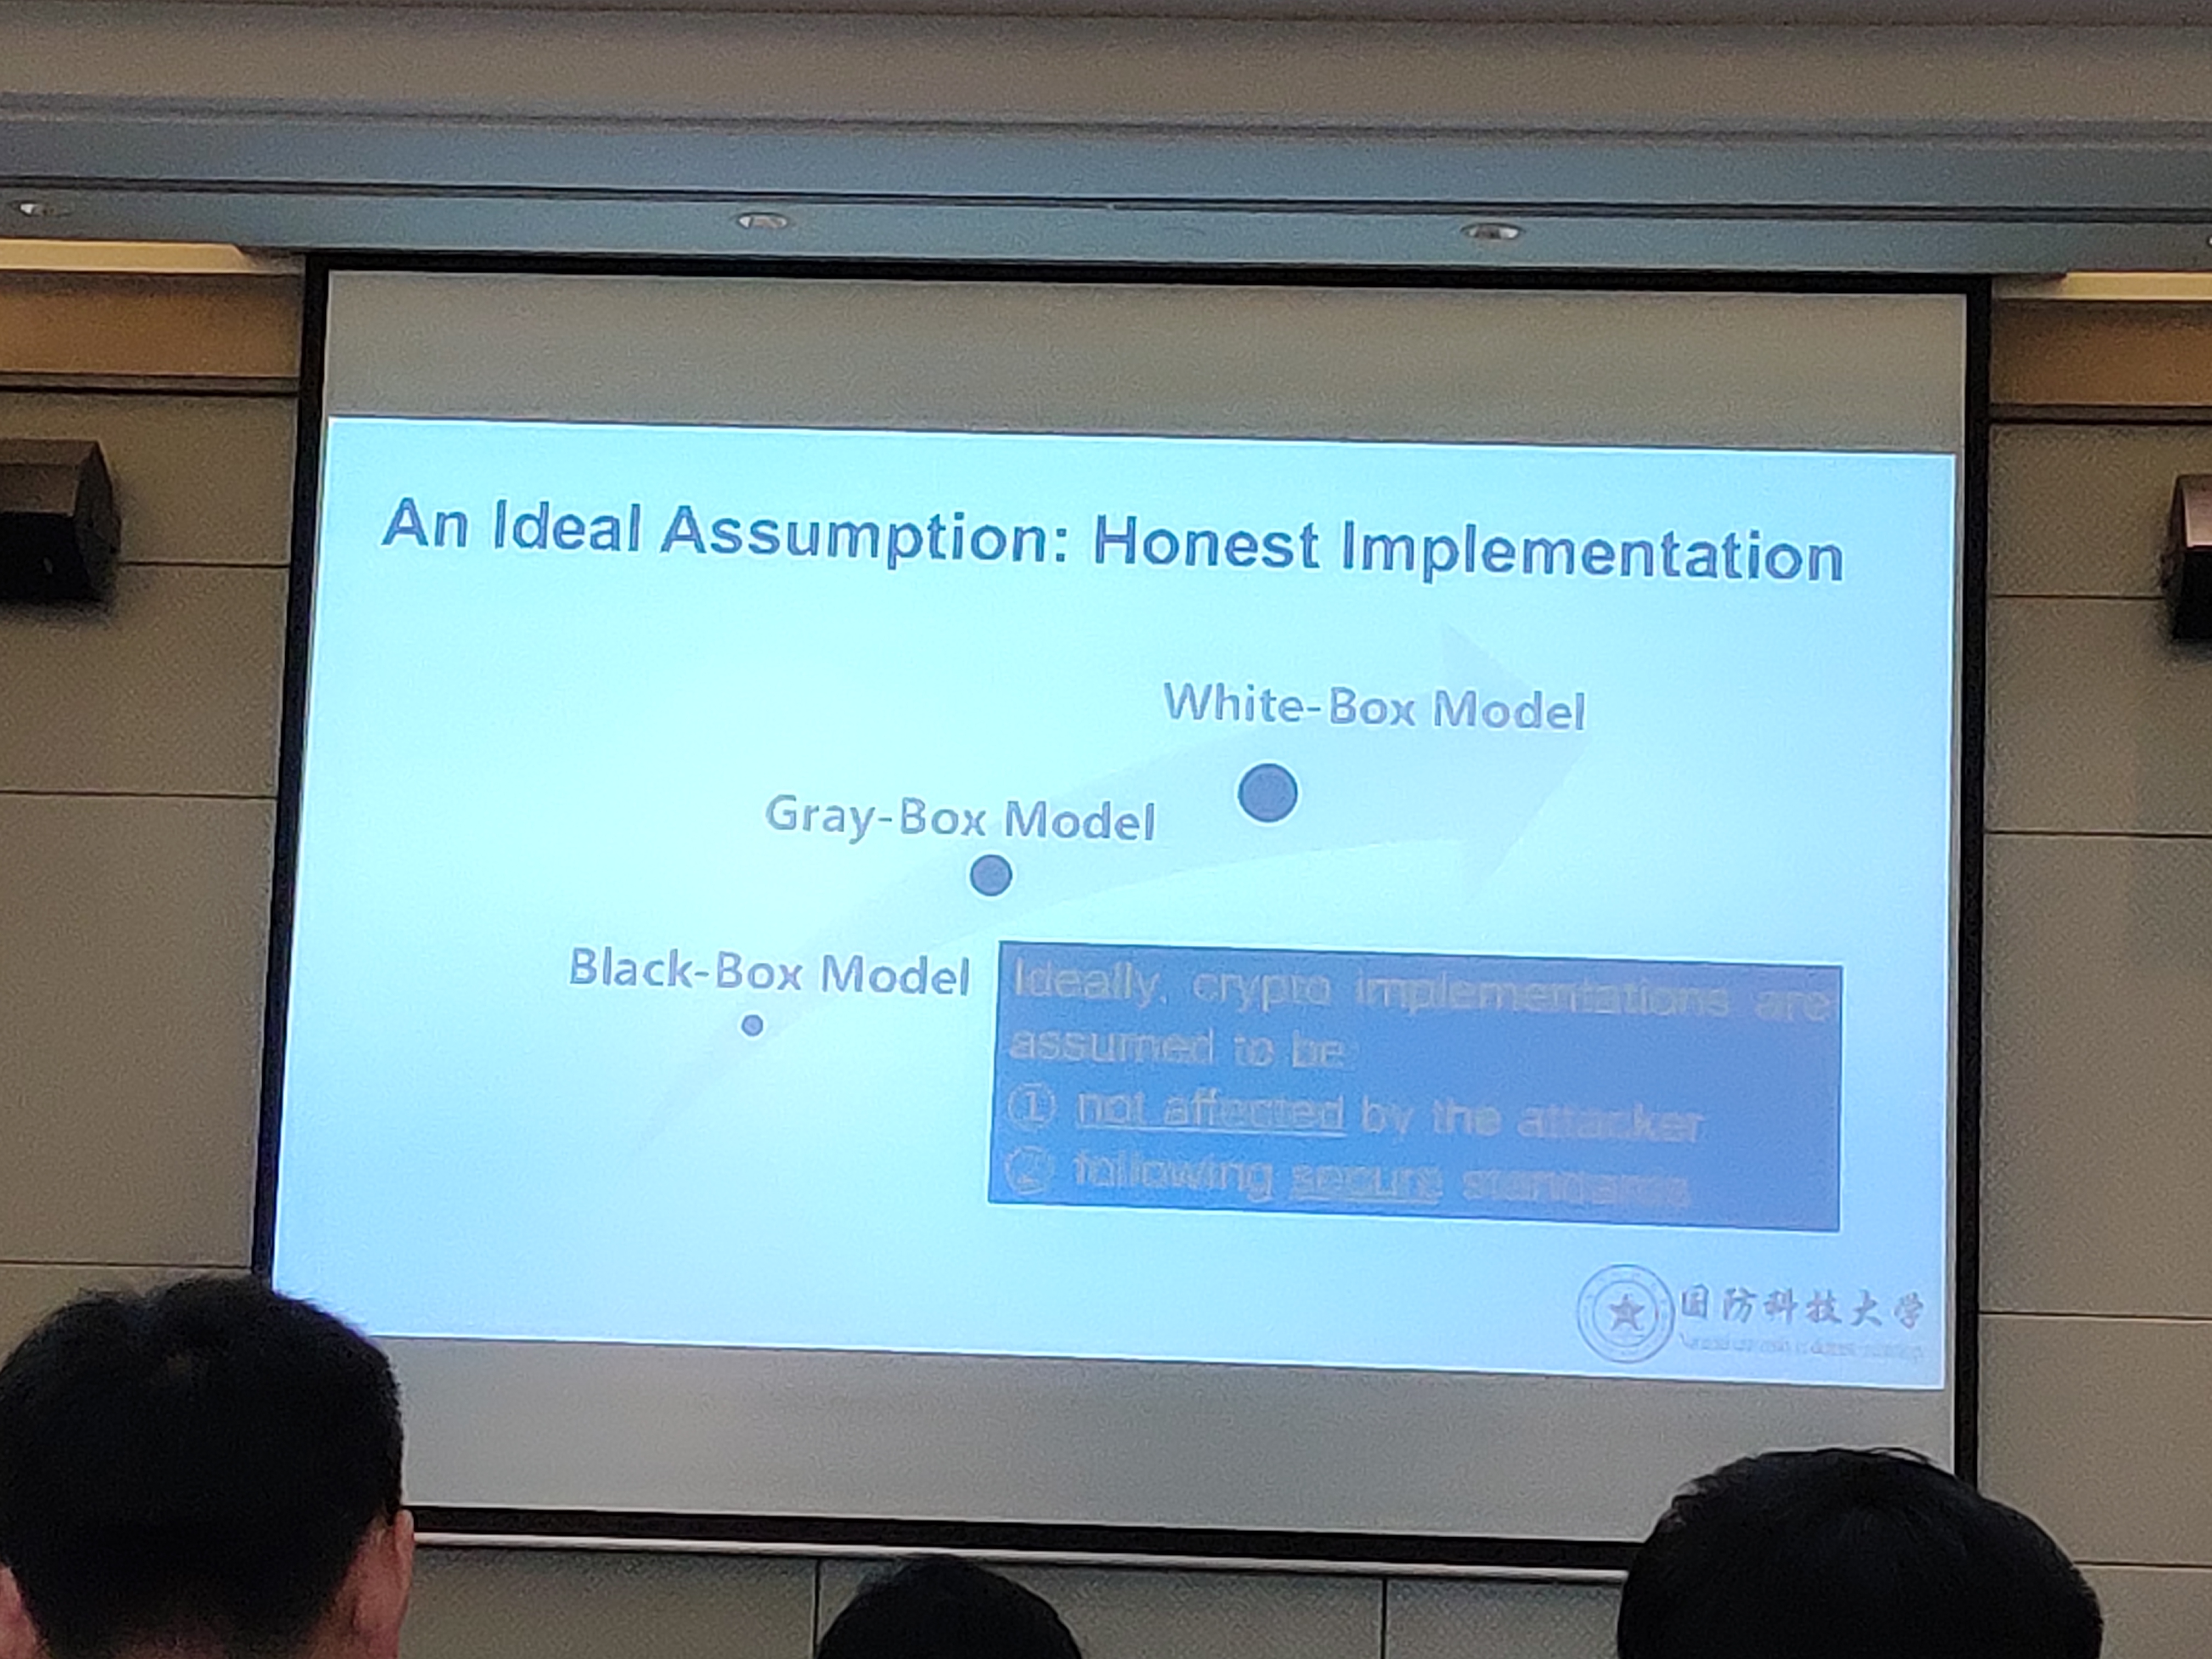 An Ideal Assumption: Honest Implementation
White-Box Model
Gray-Box Model
Black-Box Model
Ideally, crypto implementations are
assumed to be
① not affected by the attacker
② following secure standards
国防科技大学